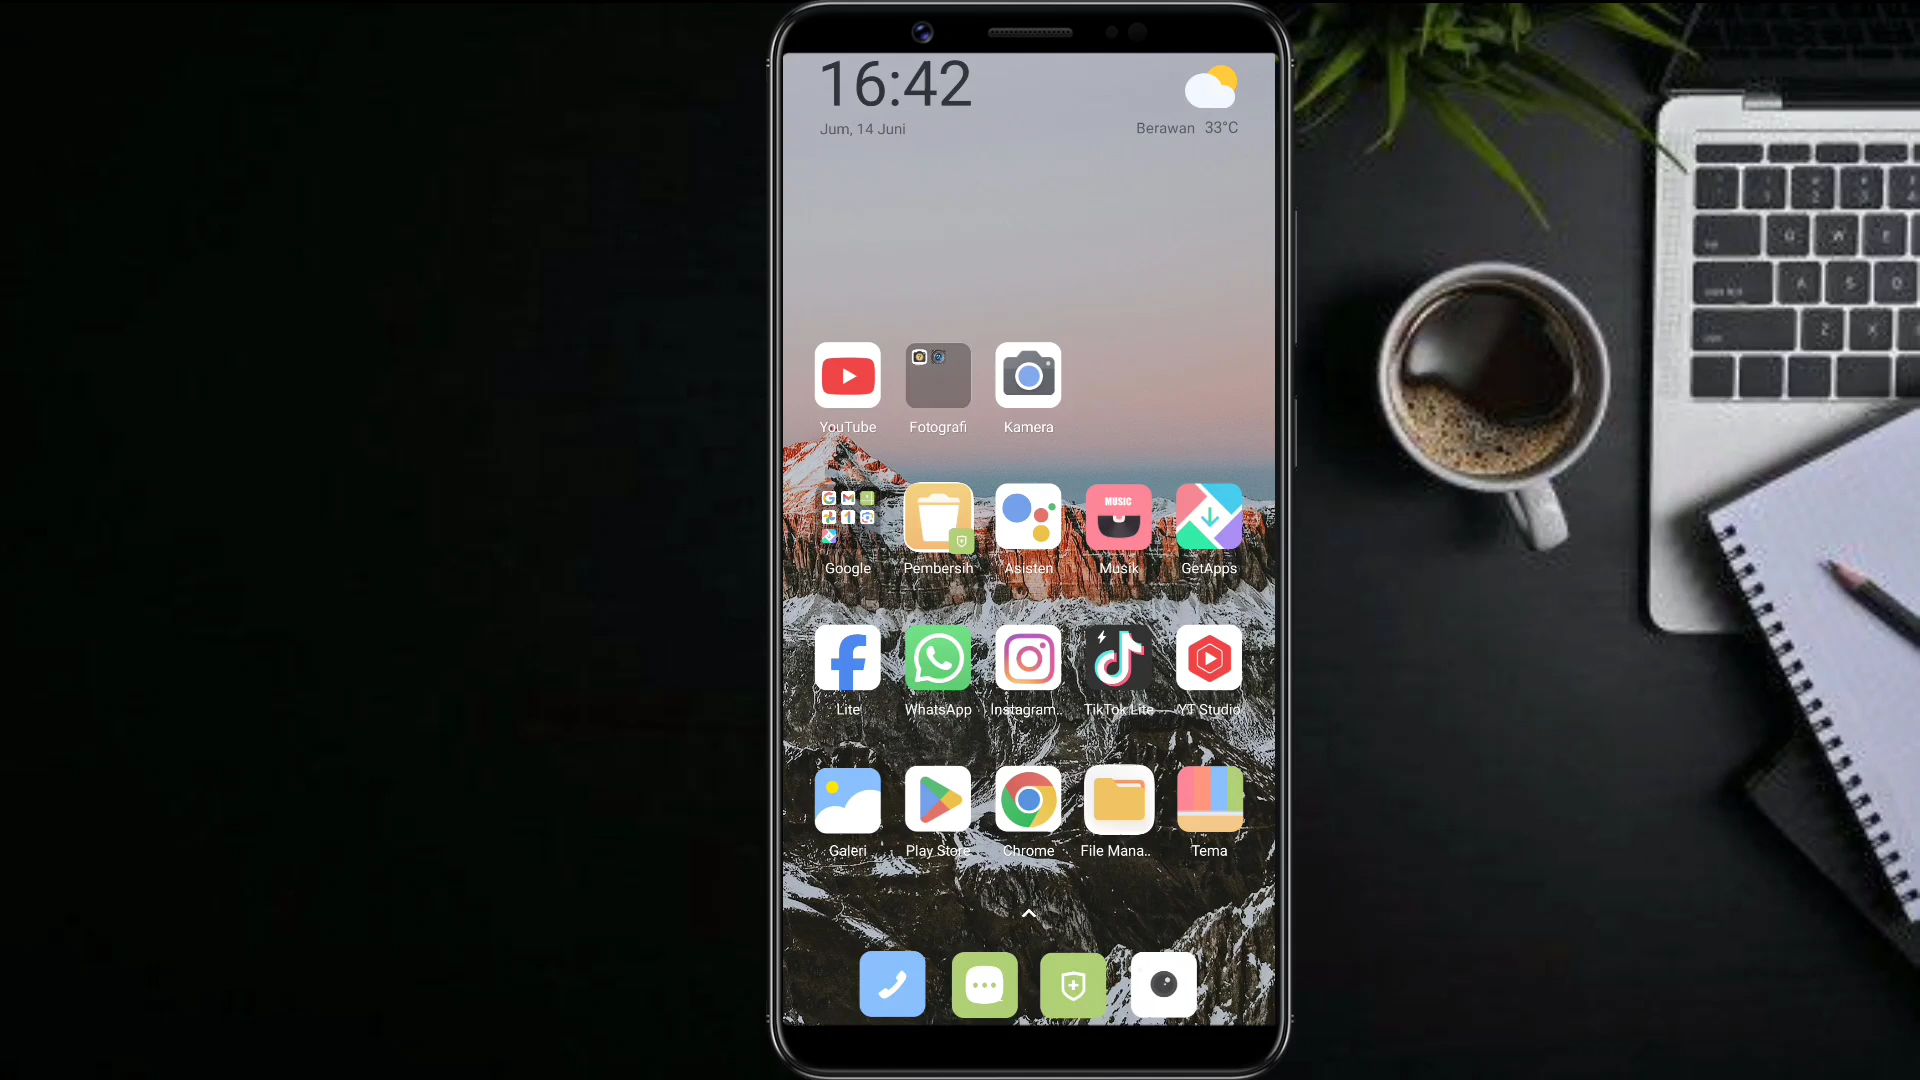 16:42
Jum, 14 Juni
Berawan 33°C
YouTube
Fotografi
Kamera
MUSIC
Google
Pembersih
Asisten
Musik
GetApps
Lite
WhatsApp
Instagram..
TikTok Lite
YT Studio
Galeri
Play Store
Chrome
File Mana..
Tema
Q W E
A S D
Z X